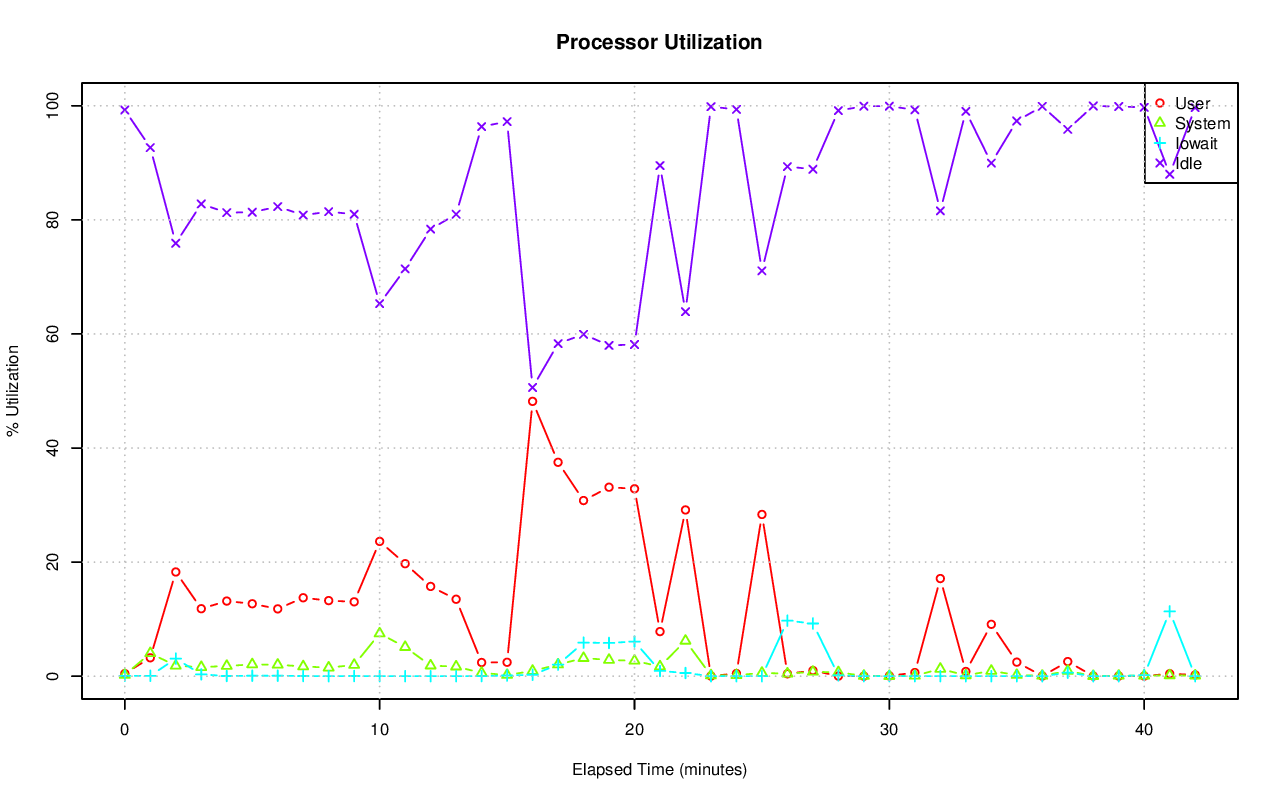 Processor Utilization
% Utilization
100
80
60
40
20
0
User
System
Iowait
Idle
0 10 20 30 40
Elapsed Time (minutes)